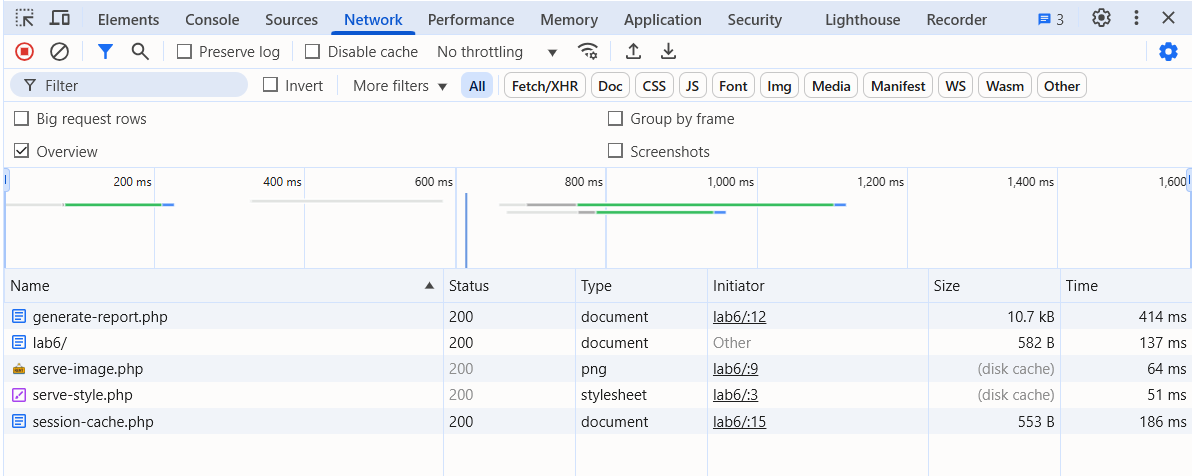 Elements Console Sources Network Performance Memory Application Security Lighthouse Recorder 3
Preserve log Disable cache No throttling
Filter Invert More filters All Fetch/XHR Doc CSS JS Font Img Media Manifest WS Wasm Other
Big request rows Group by frame
Overview Screenshots
200 ms 400 ms 600 ms 800 ms 1,000 ms 1,200 ms 1,400 ms 1,600
Name Status Type Initiator Size Time
generate-report.php 200 document lab6/:12 10.7 kB 414 ms
lab6/ 200 document Other 582 B 137 ms
serve-image.php 200 png lab6/:9 (disk cache) 64 ms
serve-style.php 200 stylesheet lab6/:3 (disk cache) 51 ms
session-cache.php 200 document lab6/:15 553 B 186 ms